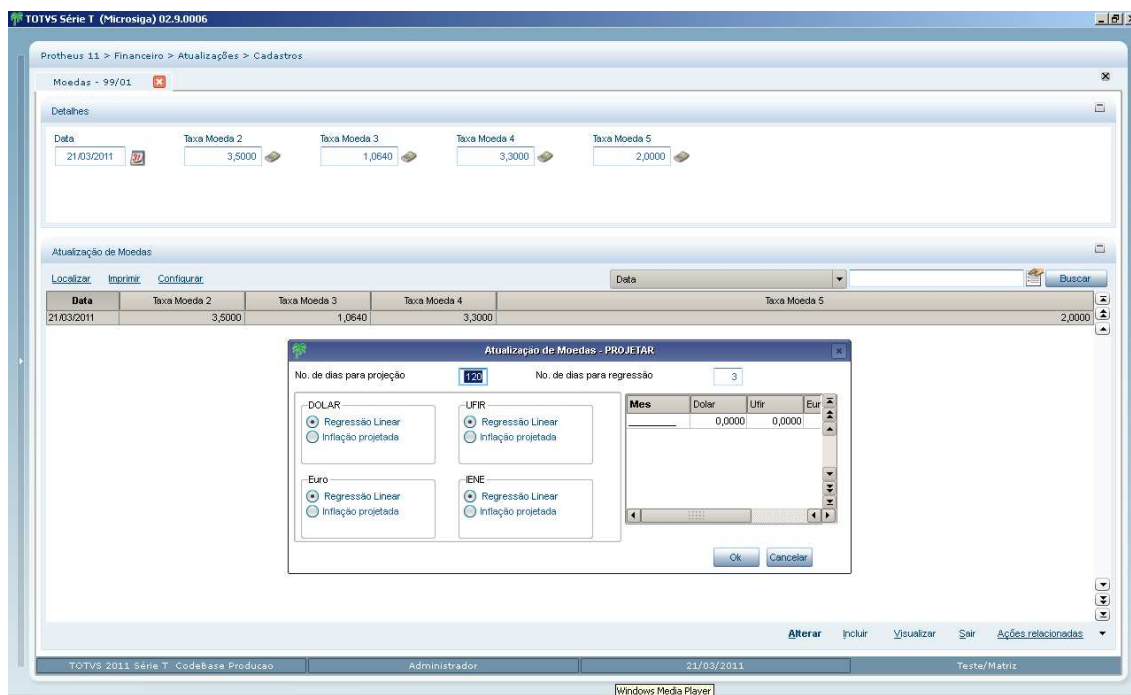 TOTVS Série T (Microsiga) 02.9.0006
Protheus 11 > Financeiro > Atualizações > Cadastros
Moedas - 99/01
Detalhes
Data Taxa Moeda 2 Taxa Moeda 3 Taxa Moeda 4 Taxa Moeda 5
21/03/2011 3,5000 1,0640 3,3000 2,0000
Atualização de Moedas
Localizar Imprimir Configurar Data Buscar
Data Taxa Moeda 2 Taxa Moeda 3 Taxa Moeda 4 Taxa Moeda 5
21/03/2011 3,5000 1,0640 3,3000 2,0000
Atualização de Moedas - PROJETAR
No. de dias para projeção 120 No. de dias para regressão 3
DOLAR UFIR Mes Dolar Ufir Eur
Regressão Linear Regressão Linear 0,0000 0,0000
Inflação projetada Inflação projetada
Euro IENE
Regressão Linear Regressão Linear
Inflação projetada Inflação projetada
Ok Cancelar
Alterar Incluir Visualizar Sair Ações relacionadas
TOTVS 2011 Série T CodeBase Producao Administrador 21/03/2011 Teste/Matriz
Windows Media Player